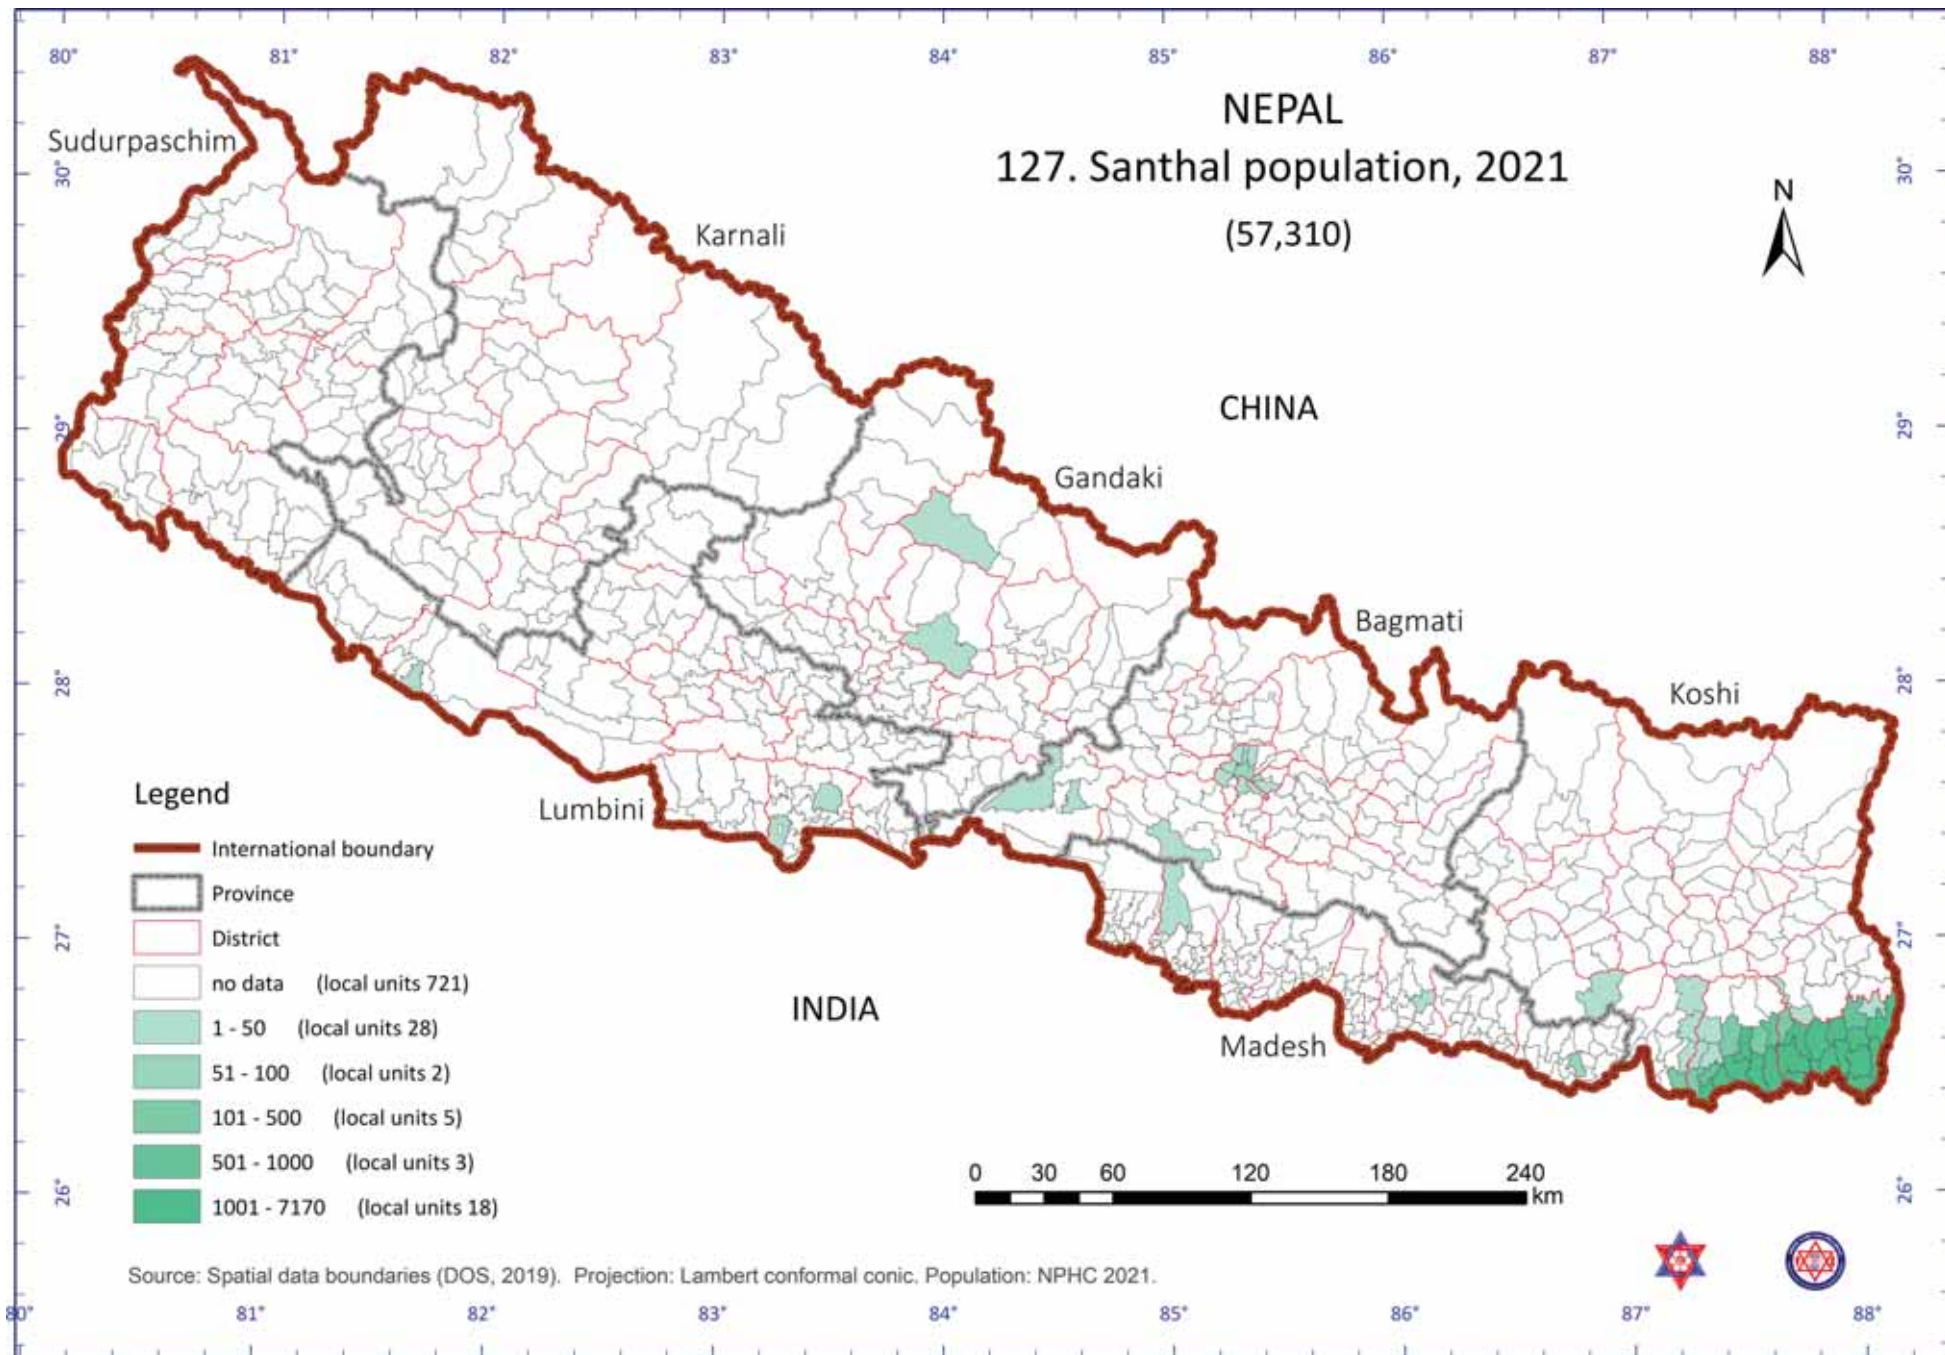 80° 81° 82° 83° 84° 85° 86° 87° 88°
NEPAL
127. Santhal population, 2021
(57,310)
N
Sudurpaschim
30°
30°
Karnali
CHINA
29°
29°
Gandaki
Bagmati
Koshi
28°
28°
Lumbini
27°
27°
INDIA
Madesh
26°
26°
Legend
International boundary
Province
District
no data (local units 721)
1 - 50 (local units 28)
51 - 100 (local units 2)
101 - 500 (local units 5)
501 - 1000 (local units 3)
1001 - 7170 (local units 18)
0 30 60 120 180 240
km
Source: Spatial data boundaries (DOS, 2019). Projection: Lambert conformal conic. Population: NPHC 2021.
80° 81° 82° 83° 84° 85° 86° 87° 88°